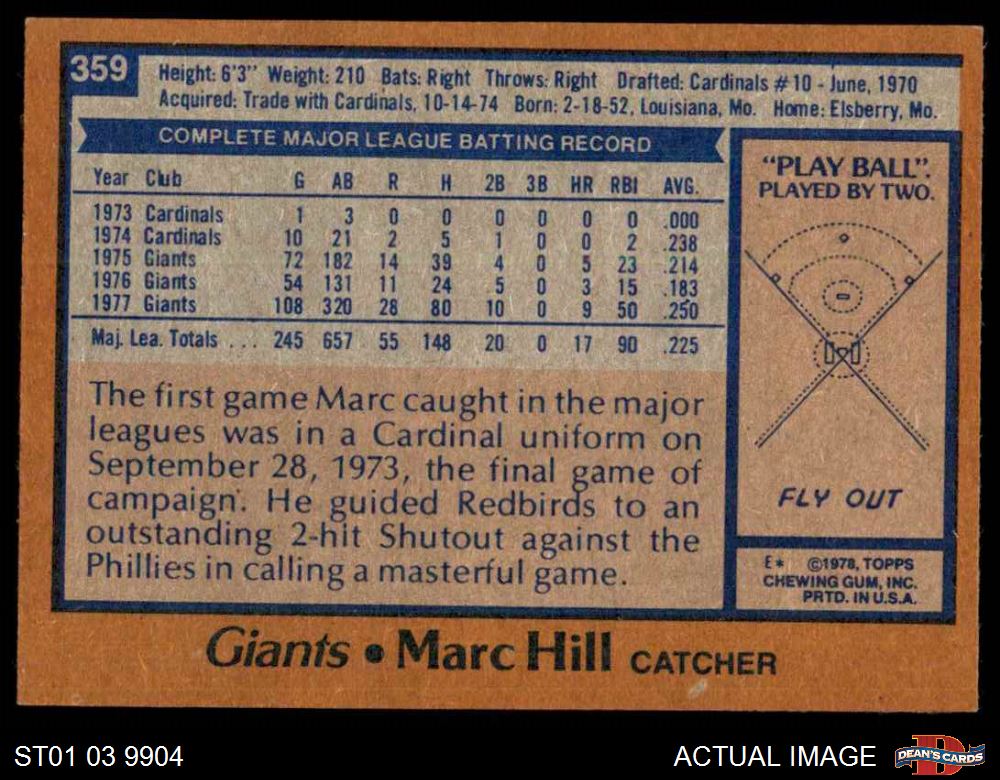 359
Height: 6'3" Weight: 210 Bats: Right Throws: Right Drafted: Cardinals #10 - June, 1970
Acquired: Trade with Cardinals, 10-14-74 Born: 2-18-52, Louisiana, Mo. Home: Elsberry, Mo.
COMPLETE MAJOR LEAGUE BATTING RECORD
Year Club G AB R H 2B 3B HR RBI AVG.
1973 Cardinals 1 3 0 0 0 0 0 0 .000
1974 Cardinals 10 21 2 5 1 0 0 2 .238
1975 Giants 72 182 14 39 4 0 5 23 .214
1976 Giants 54 131 11 24 5 0 3 15 .183
1977 Giants 108 320 28 80 10 0 9 50 .250
Maj. Lea. Totals ... 245 657 55 148 20 0 17 90 .225
The first game Marc caught in the major
leagues was in a Cardinal uniform on
September 28, 1973, the final game of
campaign. He guided Redbirds to an
outstanding 2-hit Shutout against the
Phillies in calling a masterful game.
"PLAY BALL".
PLAYED BY TWO.
FLY OUT
E* ©1978, TOPPS
CHEWING GUM, INC.
PRTD. IN U.S.A.
Giants • Marc Hill CATCHER
ST01 03 9904
ACTUAL IMAGE
D
DEAN'S CARDS